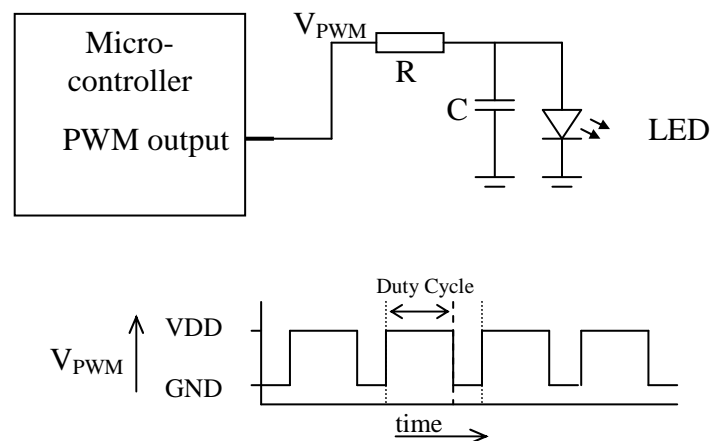 Micro-
controller
PWM output
VPWM
R
C
LED
Duty Cycle
VDD
VPWM
GND
time